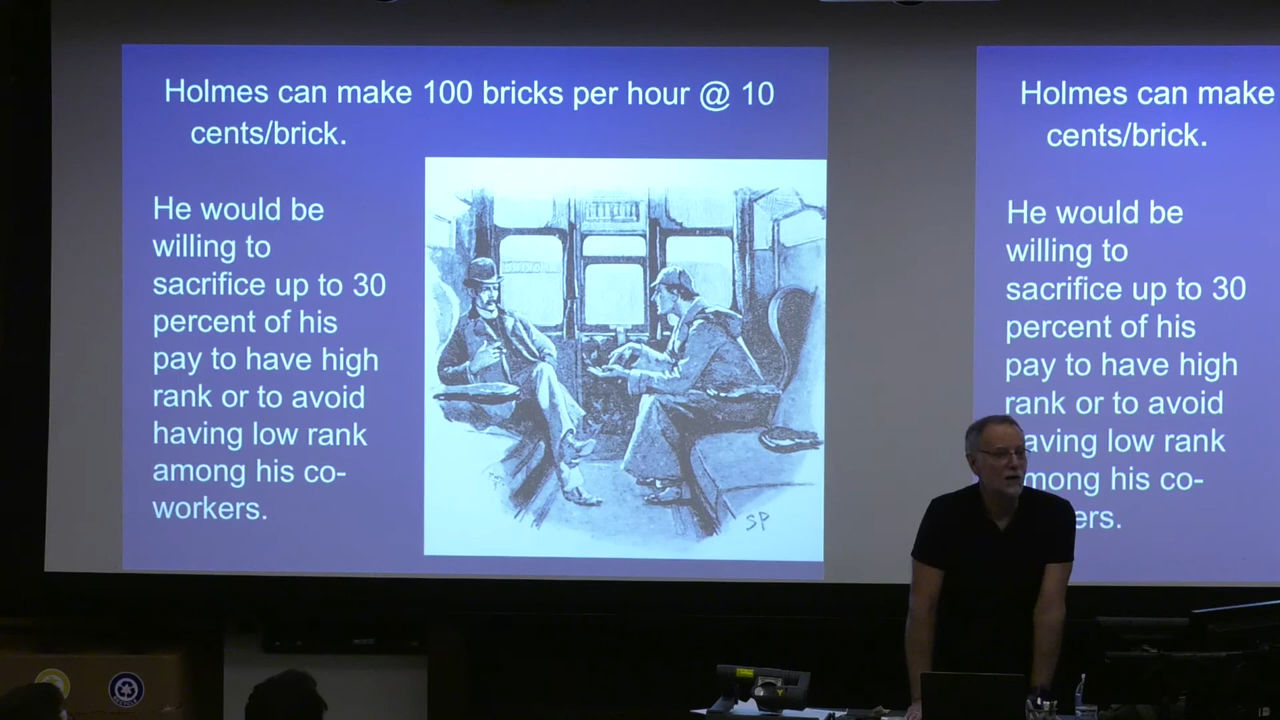 Holmes can make 100 bricks per hour @ 10
cents/brick.
He would be
willing to
sacrifice up to 30
percent of his
pay to have high
rank or to avoid
having low rank
among his co-
workers.
SP
Holmes can make
cents/brick.
He would be
willing to
sacrifice up to 30
percent of his
pay to have high
rank or to avoid
having low rank
among his co-
ers.